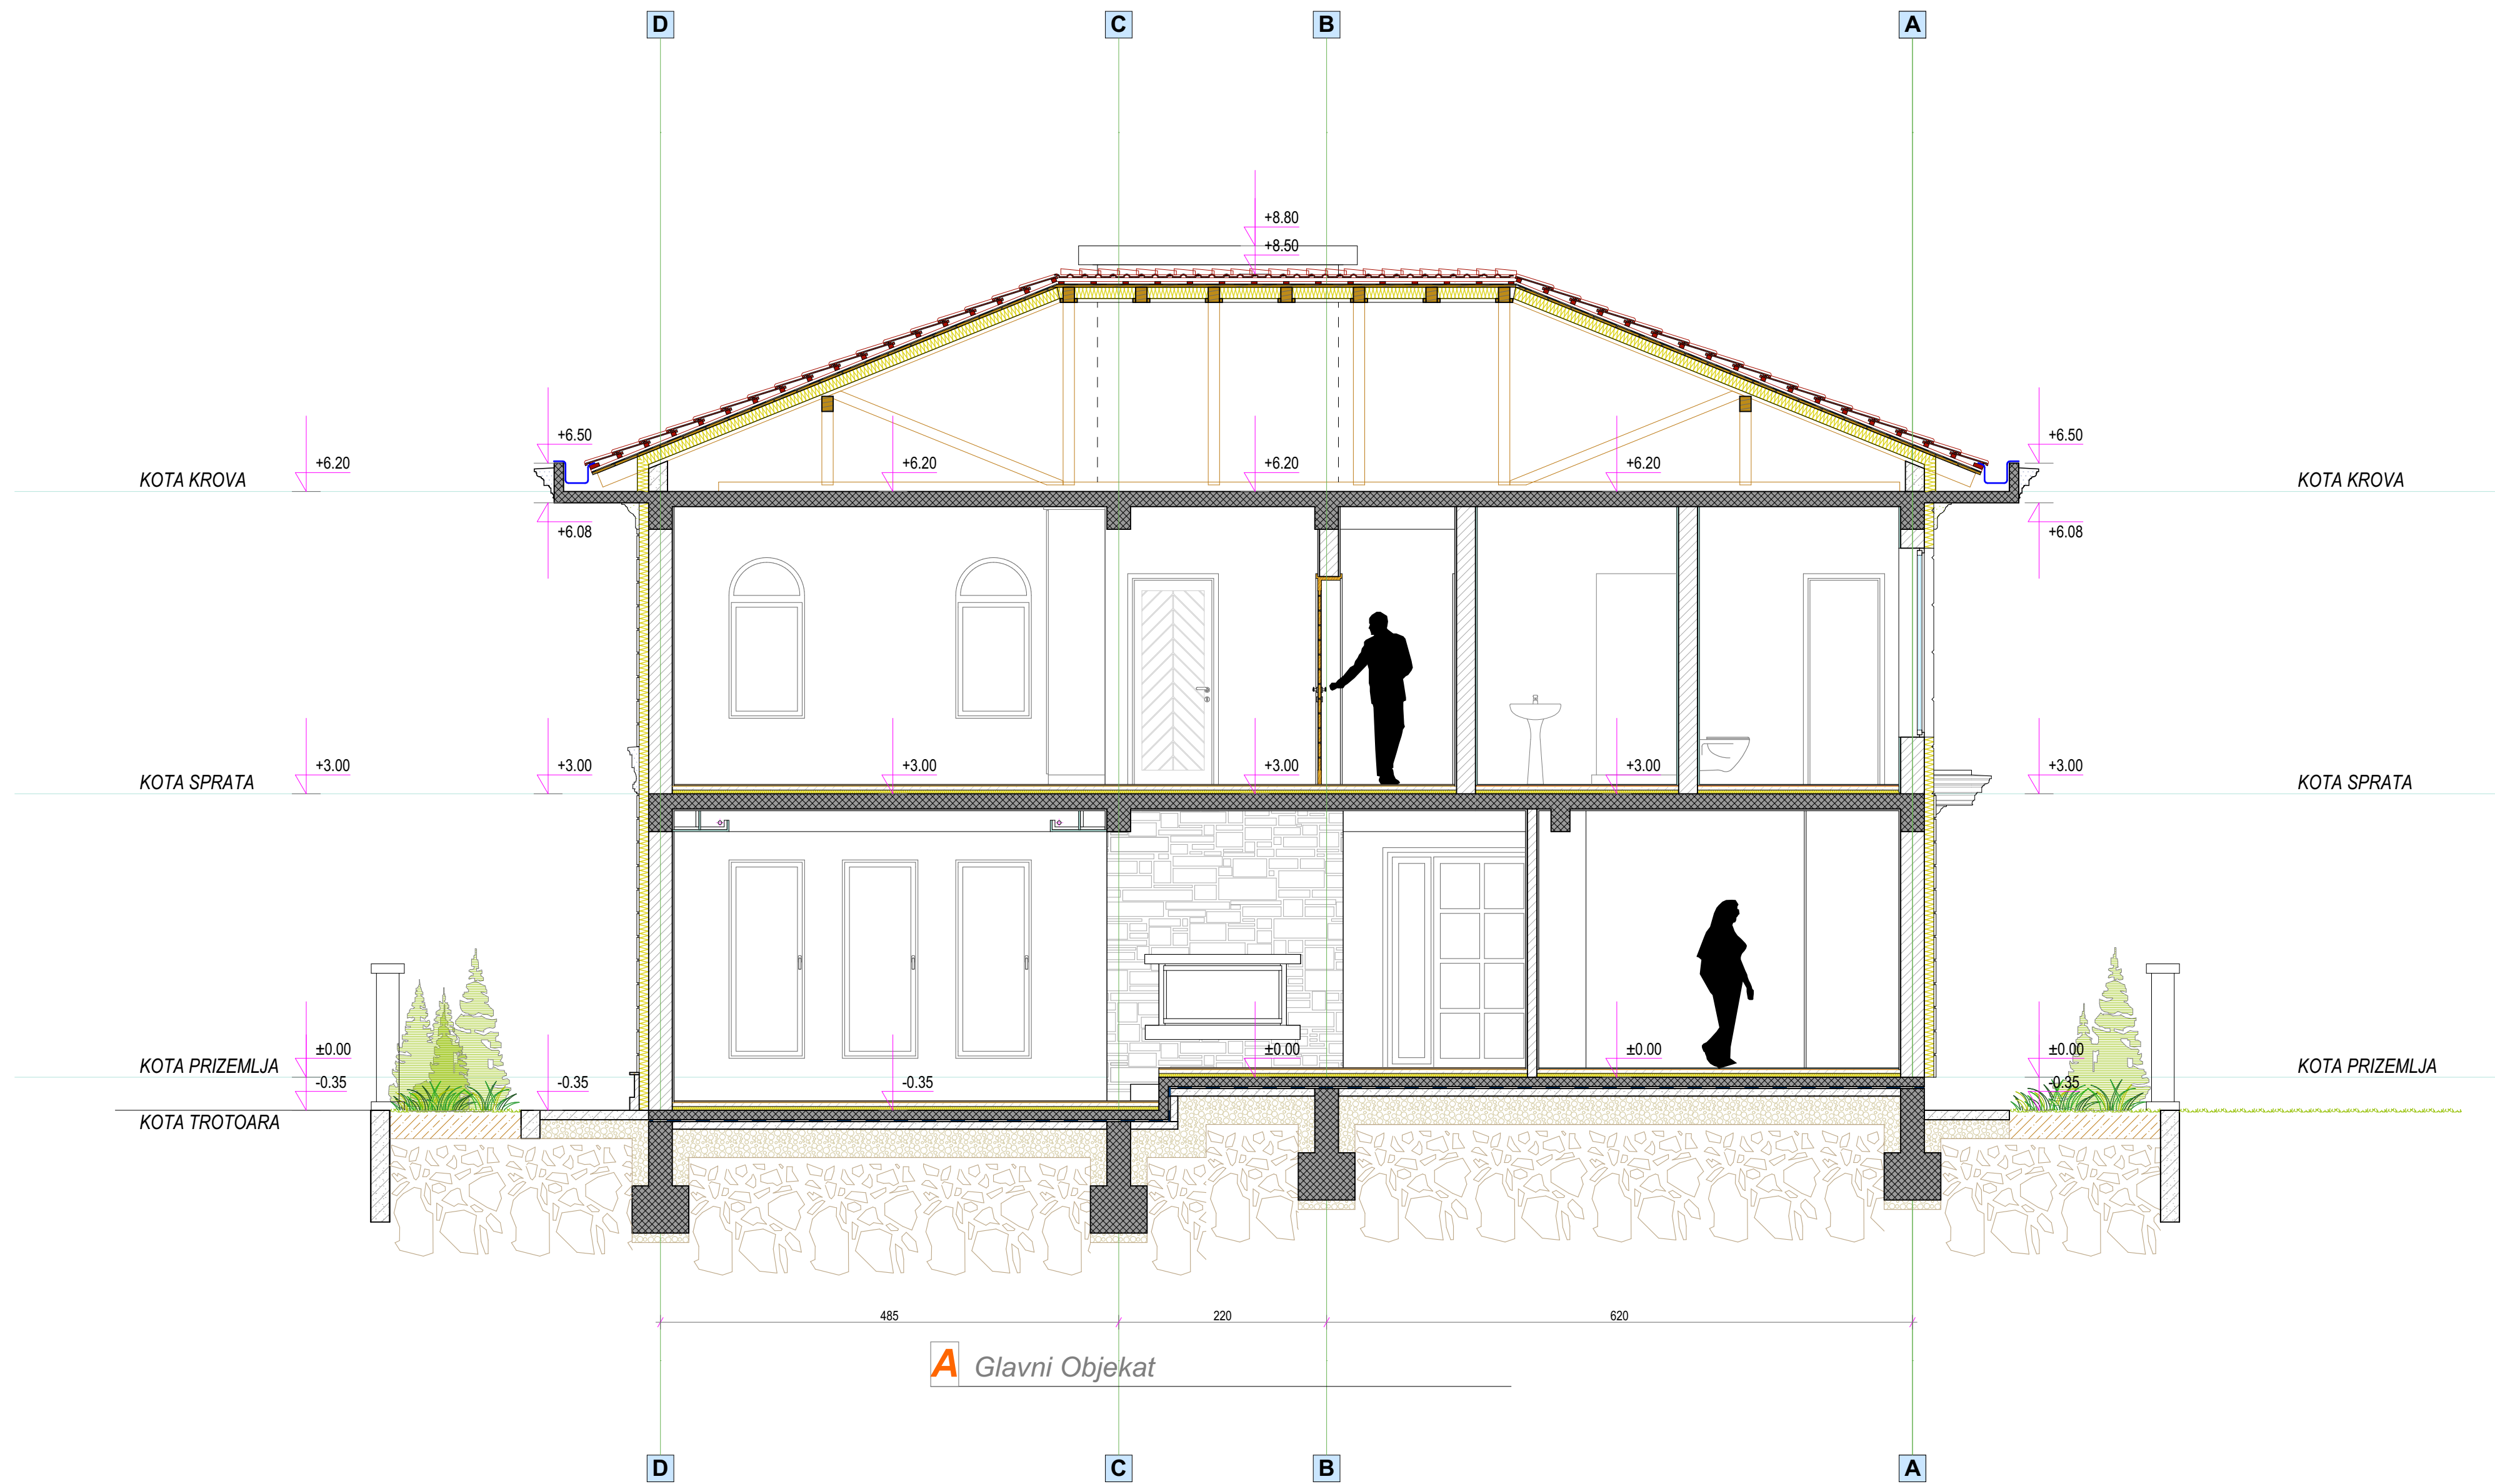 D C B A
+8.80
+8.50
+6.50 +6.50
KOTA KROVA +6.20 +6.20 +6.20 +6.20 KOTA KROVA
+6.08 +6.08
KOTA SPRATA +3.00 +3.00 +3.00 +3.00 +3.00 +3.00 KOTA SPRATA
KOTA PRIZEMLJA ±0.00 ±0.00 ±0.00 ±0.00 KOTA PRIZEMLJA
-0.35 -0.35 -0.35 -0.35
KOTA TROTOARA
485 220 620
A Glavni Objekat
D C B A